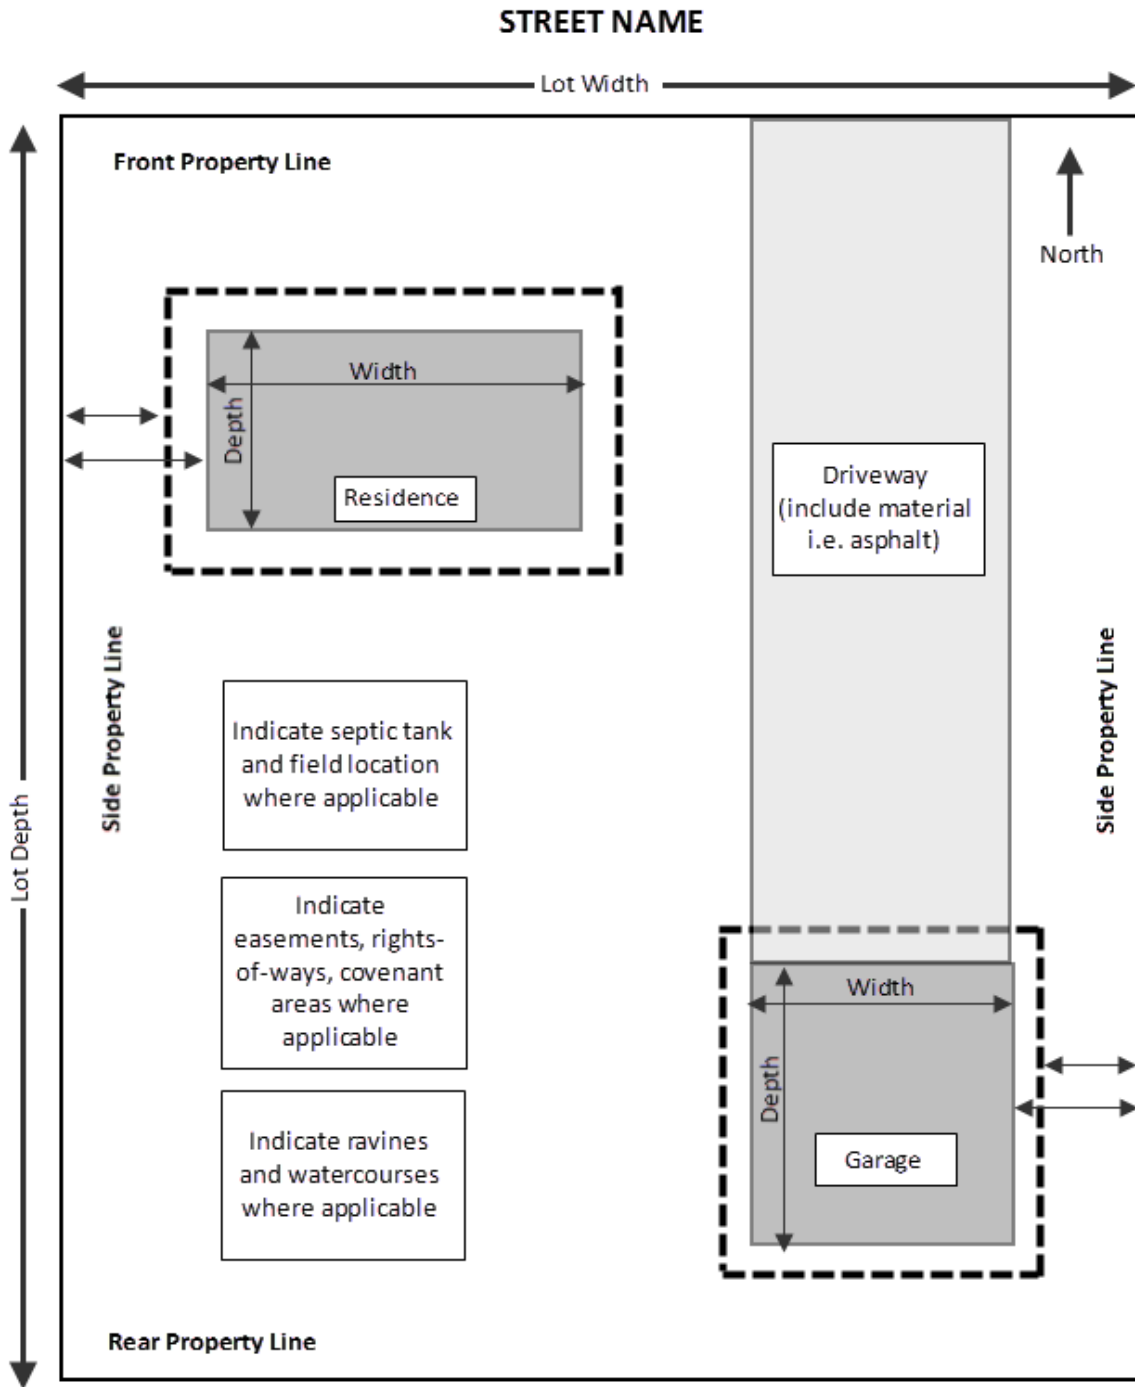 STREET NAME
Lot Width
Front Property Line
North
Width
Depth
Residence
Driveway
(include material
i.e. asphalt)
Side Property Line
Side Property Line
Lot Depth
Indicate septic tank
and field location
where applicable
Indicate
easements, rights-
of-ways, covenant
areas where
applicable
Width
Depth
Garage
Indicate ravines
and watercourses
where applicable
Rear Property Line